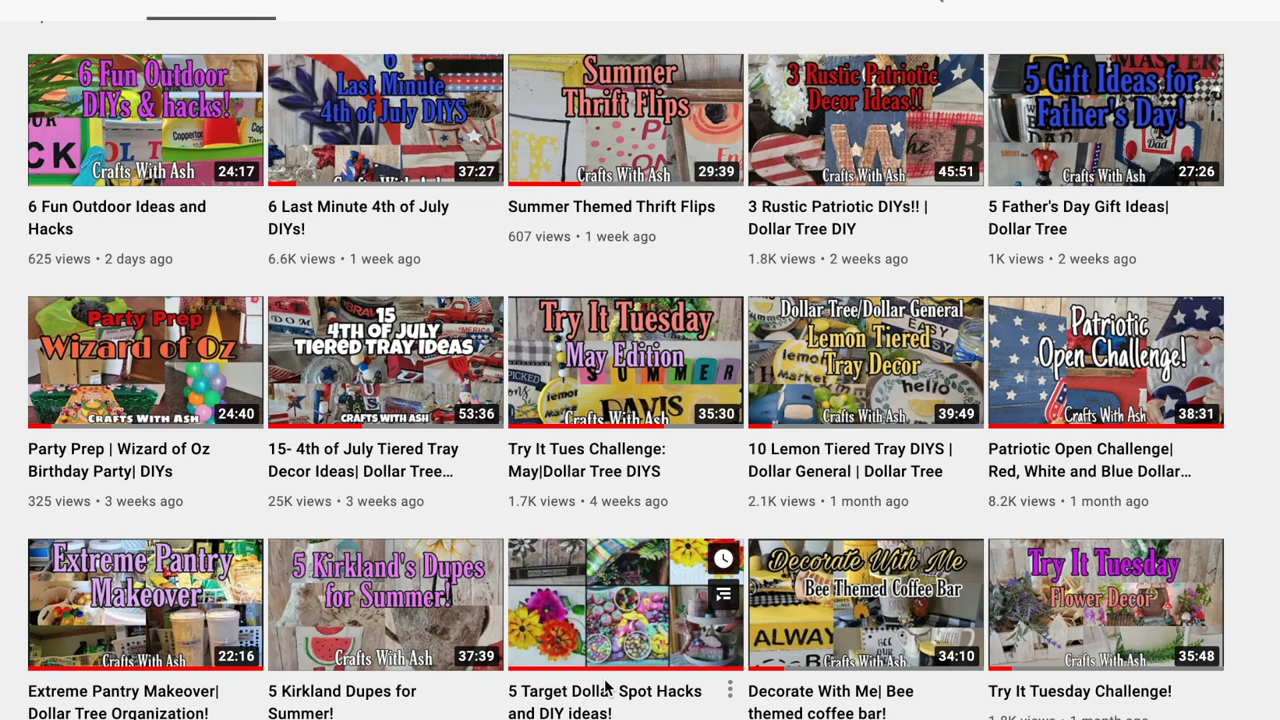 6 Fun Outdoor
DIYs & hacks!
Coppertone
Crafts With Ash
24:17
6
Last Minute
4th of July DIYS
Crafts With Ash
37:27
Summer
Thrift Flips
Crafts With Ash
29:39
3 Rustic Patriotic
Decor Ideas!!
Crafts With Ash
45:51
MASTER
5 Gift Ideas for
Father's Day!
Dad
Crafts With Ash
27:26
6 Fun Outdoor Ideas and
Hacks
625 views • 2 days ago
6 Last Minute 4th of July
DIYs!
6.6K views • 1 week ago
Summer Themed Thrift Flips
607 views • 1 week ago
3 Rustic Patriotic DIYs!! |
Dollar Tree DIY
1.8K views • 2 weeks ago
5 Father's Day Gift Ideas|
Dollar Tree
1K views • 2 weeks ago
Party Prep
Wizard of Oz
Crafts With Ash
24:40
15
4TH OF JULY
TIERED TRAY IDEAS
CRAFTS WITH ASH
53:36
Try It Tuesday
May Edition
PICKED
SUMMER
DAVIS
Crafts With Ash
35:30
Dollar Tree/Dollar General
EASY
Lemon Tiered
Tray Decor
hello
Crafts With Ash
39:49
Patriotic
Open Challenge!
Crafts With Ash
38:31
Party Prep | Wizard of Oz
Birthday Party| DIYs
325 views • 3 weeks ago
15- 4th of July Tiered Tray
Decor Ideas| Dollar Tree...
25K views • 3 weeks ago
Try It Tues Challenge:
May|Dollar Tree DIYS
1.7K views • 4 weeks ago
10 Lemon Tiered Tray DIYS |
Dollar General | Dollar Tree
2.1K views • 1 month ago
Patriotic Open Challenge|
Red, White and Blue Dollar...
8.2K views • 1 month ago
Extreme Pantry
Makeover
Crafts With Ash
22:16
5 Kirkland's Dupes
for Summer!
Crafts With Ash
37:39
Decorate With Me
Bee Themed Coffee Bar
ALWAY
Crafts With Ash
34:10
Try It Tuesday
Flower Decor
Crafts With Ash
35:48
Extreme Pantry Makeover|
Dollar Tree Organization!
5 Kirkland Dupes for
Summer!
5 Target Dollar Spot Hacks
and DIY ideas!
Decorate With Me| Bee
themed coffee bar!
Try It Tuesday Challenge!